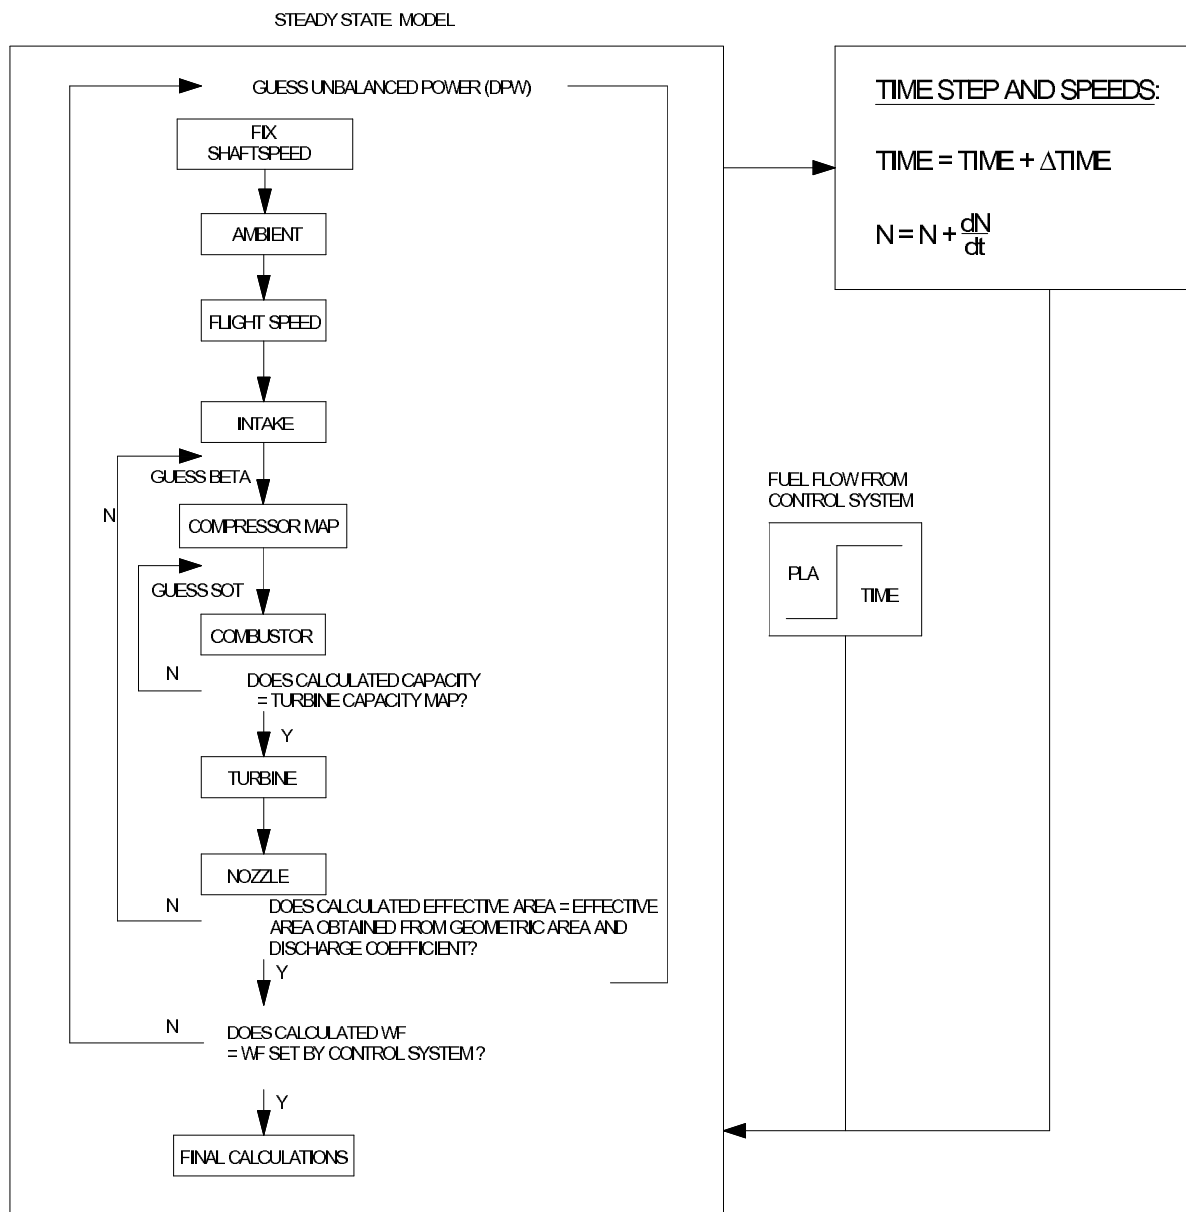 STEADY STATE MODEL
GUESS UNBALANCED POWER (DPW)
FIX
SHAFTSPEED
AMBIENT
FLIGHT SPEED
INTAKE
GUESS BETA
N
COMPRESSOR MAP
GUESS SOT
COMBUSTOR
N
DOES CALCULATED CAPACITY
= TURBINE CAPACITY MAP?
Y
TURBINE
NOZZLE
N
DOES CALCULATED EFFECTIVE AREA = EFFECTIVE
AREA OBTAINED FROM GEOMETRIC AREA AND
DISCHARGE COEFFICIENT?
Y
N
DOES CALCULATED WF
= WF SET BY CONTROL SYSTEM ?
Y
FINAL CALCULATIONS
TIME STEP AND SPEEDS:
TIME = TIME + ΔTIME
N = N + dN/dt
FUEL FLOW FROM
CONTROL SYSTEM
PLA
TIME